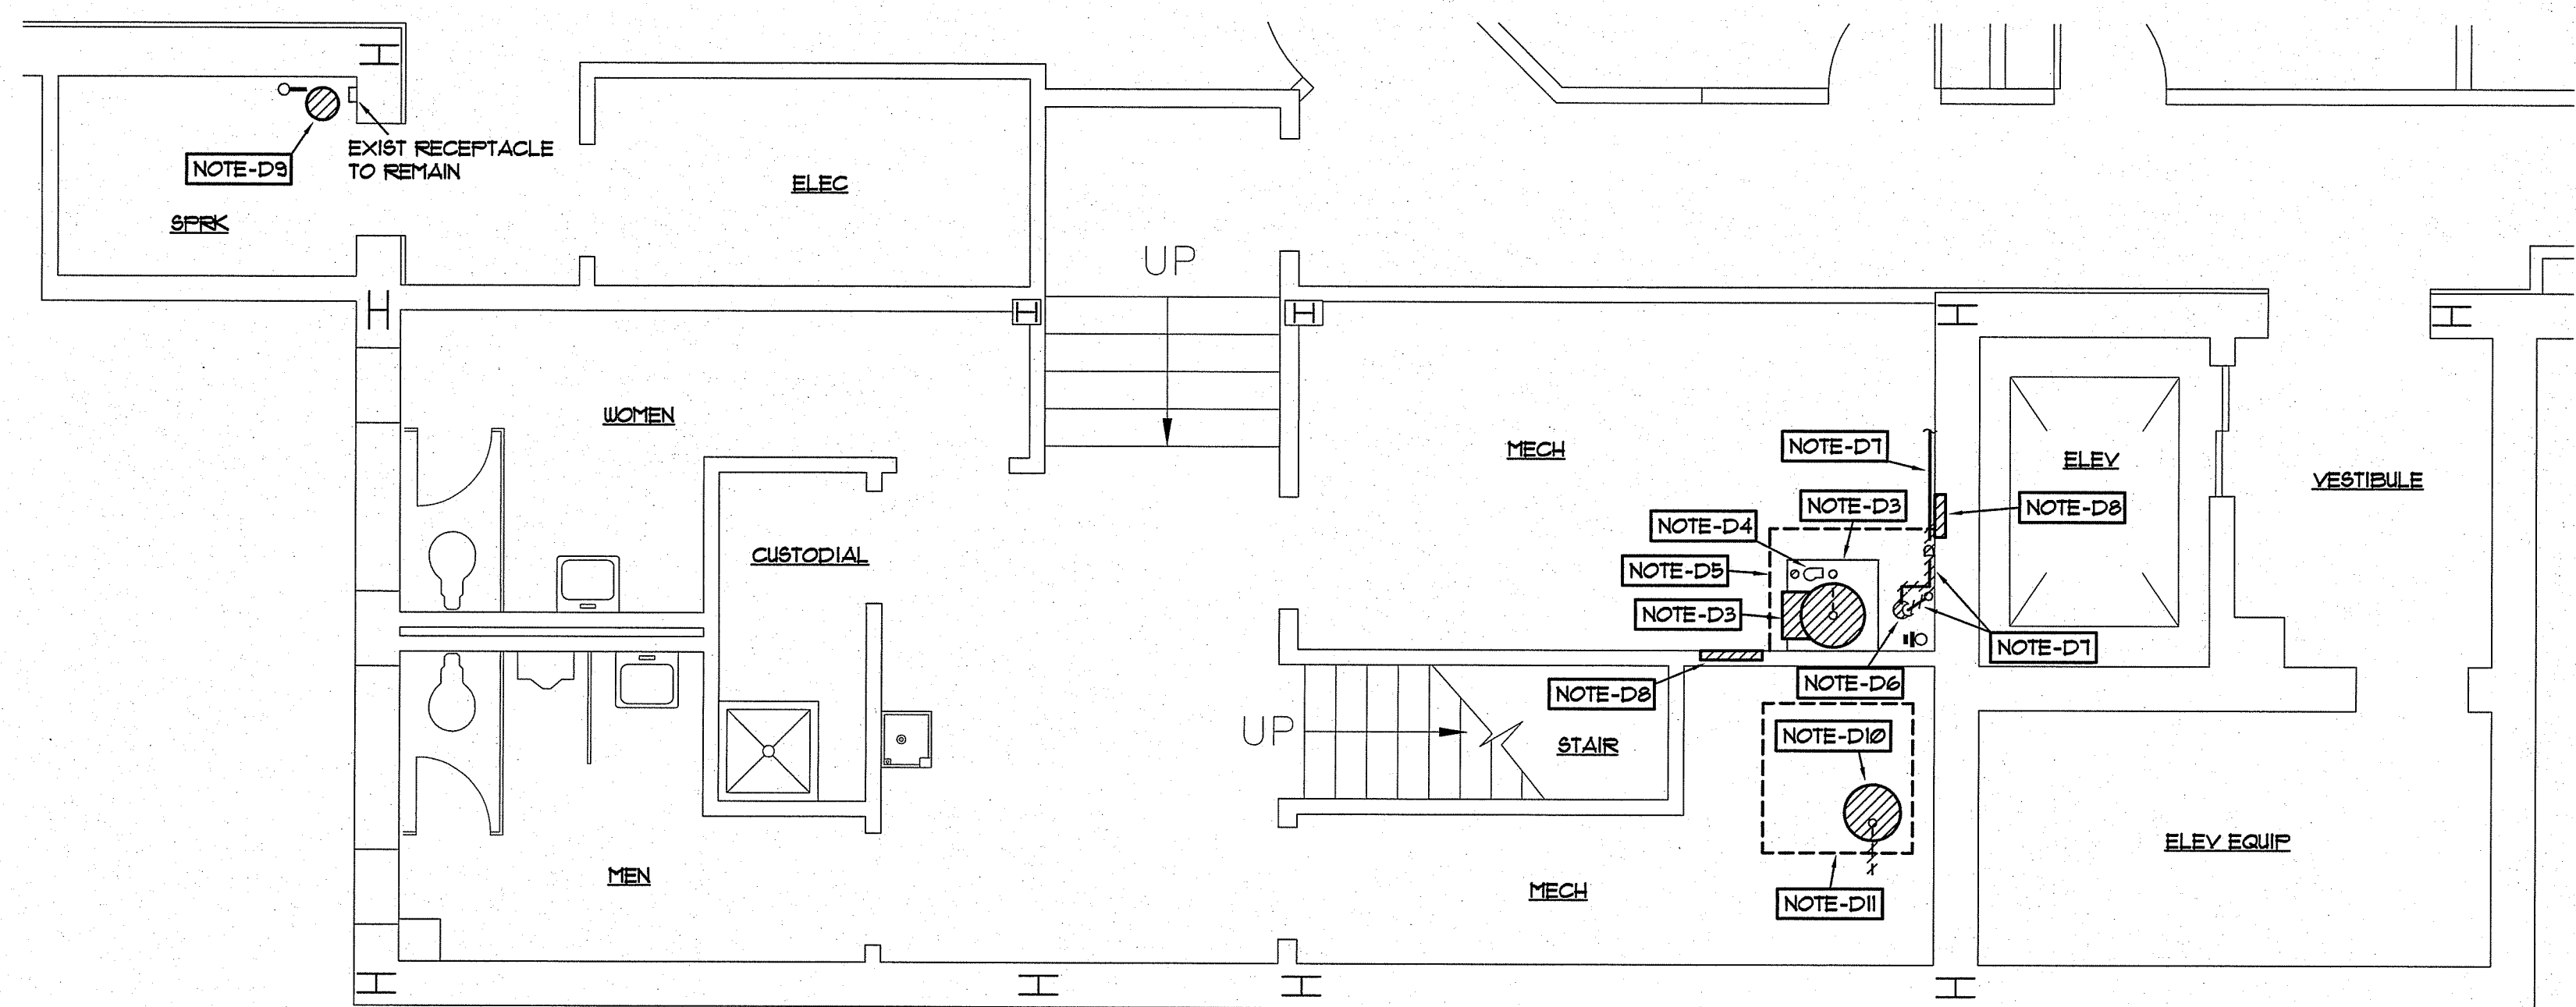 NOTE-D9
EXIST RECEPTACLE
TO REMAIN
SPRK
ELEC
UP
WOMEN
CUSTODIAL
MEN
MECH
NOTE-D7
NOTE-D3
NOTE-D4
NOTE-D5
NOTE-D3
NOTE-D8
NOTE-D6
NOTE-D7
NOTE-D8
ELEV
VESTIBULE
UP
STAIR
NOTE-D10
NOTE-D11
MECH
ELEV EQUIP